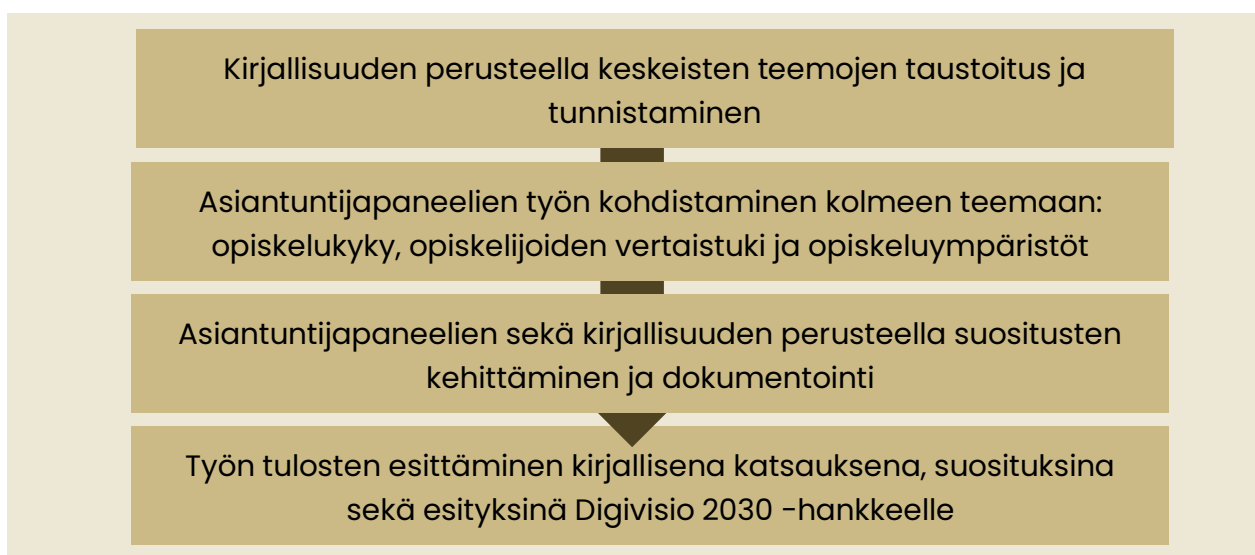 Kirjallisuuden perusteella keskeisten teemojen taustoitus ja
tunnistaminen
Asiantuntijapaneelien työn kohdistaminen kolmeen teemaan:
opiskelukyky, opiskelijoiden vertaistuki ja opiskeluympäristöt
Asiantuntijapaneelien sekä kirjallisuuden perusteella suositusten
kehittäminen ja dokumentointi
Työn tulosten esittäminen kirjallisena katsauksena, suosituksina
sekä esityksinä Digivisio 2030 -hankkeelle